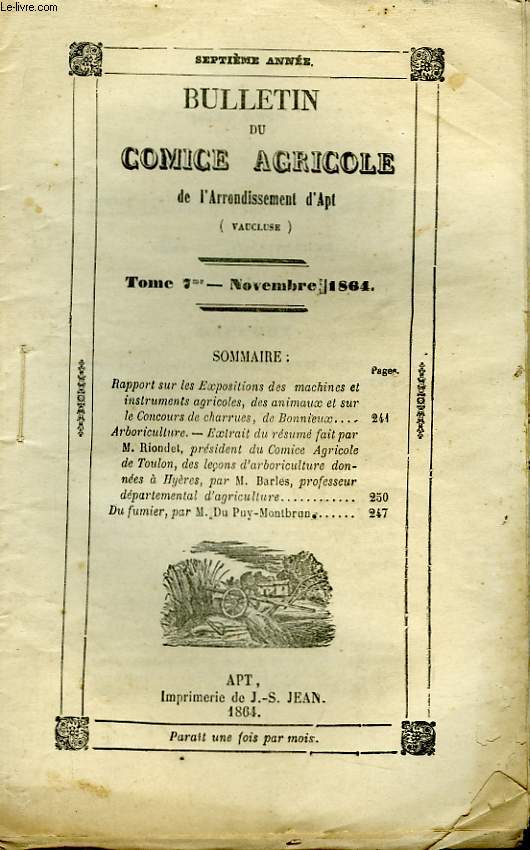 Le-livre.com
SEPTIÈME ANNÉE.
BULLETIN
DU
COMICE AGRICOLE
de l'Arrondissement d'Apt
( VAUCLUSE )
Tome 7me — Novembre 1864.
SOMMAIRE :
Pages.
Rapport sur les Expositions des machines et
instruments agricoles, des animaux et sur
le Concours de charrues, de Bonnieux.... 241
Arboriculture. — Extrait du résumé fait par
M. Riondet, président du Comice Agricole
de Toulon, des leçons d'arboriculture don-
nées à Hyères, par M. Barles, professeur
départemental d'agriculture............ 250
Du fumier, par M. Du Puy-Montbrun....... 247
APT,
Imprimerie de J.-S. JEAN.
1864.
Paraît une fois par mois.
Le-livre.com